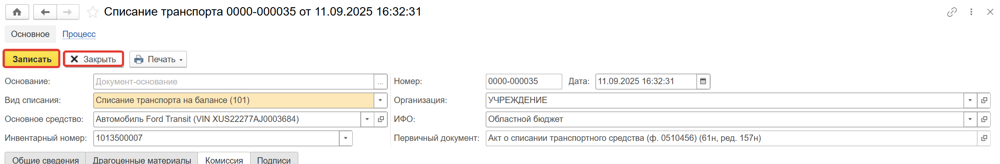 Списание транспорта 0000-000035 от 11.09.2025 16:32:31
Основное Процесс
Записать Закрыть Печать
Основание: Документ-основание ... Номер: 0000-000035 Дата: 11.09.2025 16:32:31
Вид списания: Списание транспорта на балансе (101) Организация: УЧРЕЖДЕНИЕ
Основное средство: Автомобиль Ford Transit (VIN XUS22277AJ0003684) ИФО: Областной бюджет
Инвентарный номер: 1013500007 Первичный документ: Акт о списании транспортного средства (ф. 0510456) (61н, ред. 157н)
Общие сведения Драгоценные материалы Комиссия Подписи